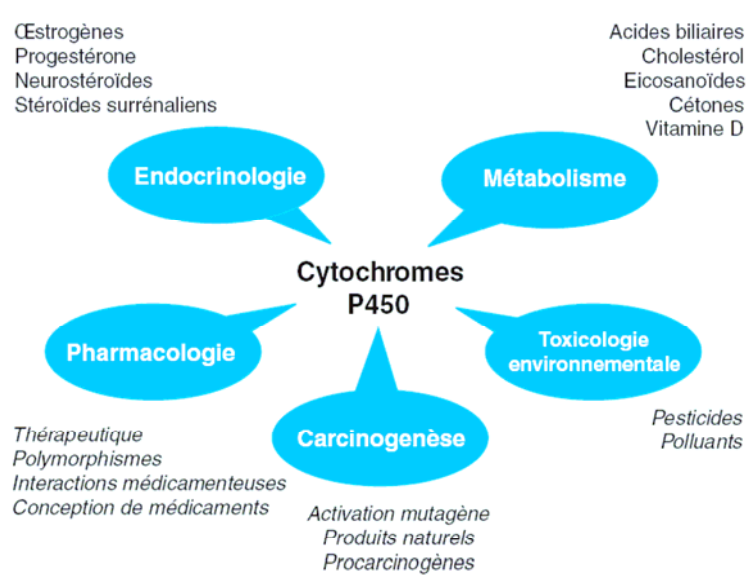 Œstrogènes
Progestérone
Neurostéroïdes
Stéroïdes surrénaliens
Acides biliaires
Cholestérol
Eicosanoïdes
Cétones
Vitamine D
Endocrinologie
Métabolisme
Cytochromes
P450
Pharmacologie
Toxicologie
environnementale
Carcinogenèse
Thérapeutique
Polymorphismes
Interactions médicamenteuses
Conception de médicaments
Activation mutagène
Produits naturels
Procarcinogènes
Pesticides
Polluants